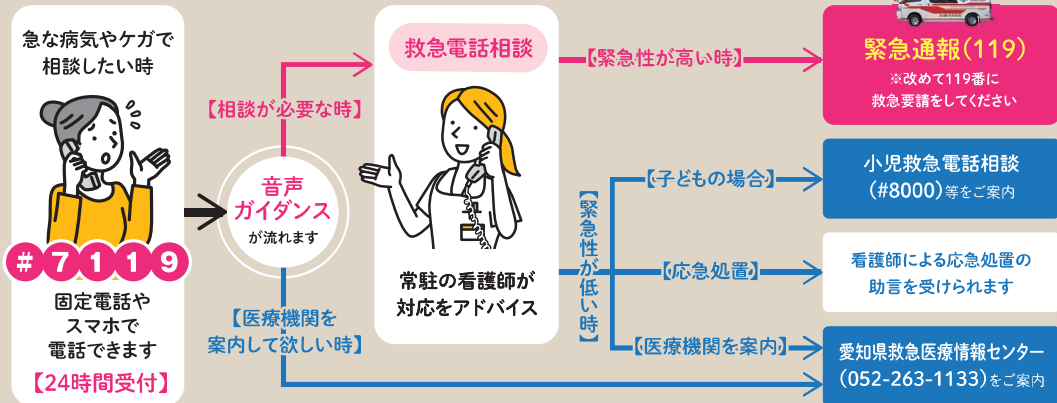 急な病気やケガで
相談したい時
#7119
固定電話や
スマホで
電話できます
【24時間受付】
音声
ガイダンス
が流れます
【相談が必要な時】
【医療機関を
案内して欲しい時】
救急電話相談
常駐の看護師が
対応をアドバイス
【緊急性が高い時】
緊急通報(119)
※改めて119番に
救急要請をしてください
【緊急性が低い時】
【子どもの場合】
小児救急電話相談
(#8000)等をご案内
【応急処置】
看護師による応急処置の
助言を受けられます
【医療機関を案内】
愛知県救急医療情報センター
(052-263-1133)をご案内